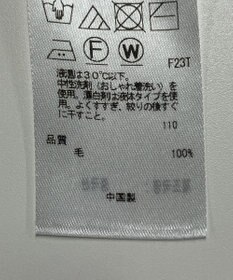 F W
F23T
液温は30℃以下。
中性洗剤(おしゃれ着洗い)を
使用。漂白剤は液体タイプを使
用。よくすすぎ、絞りの後すぐ
に干すこと。
110
品質
毛 100%
中国製